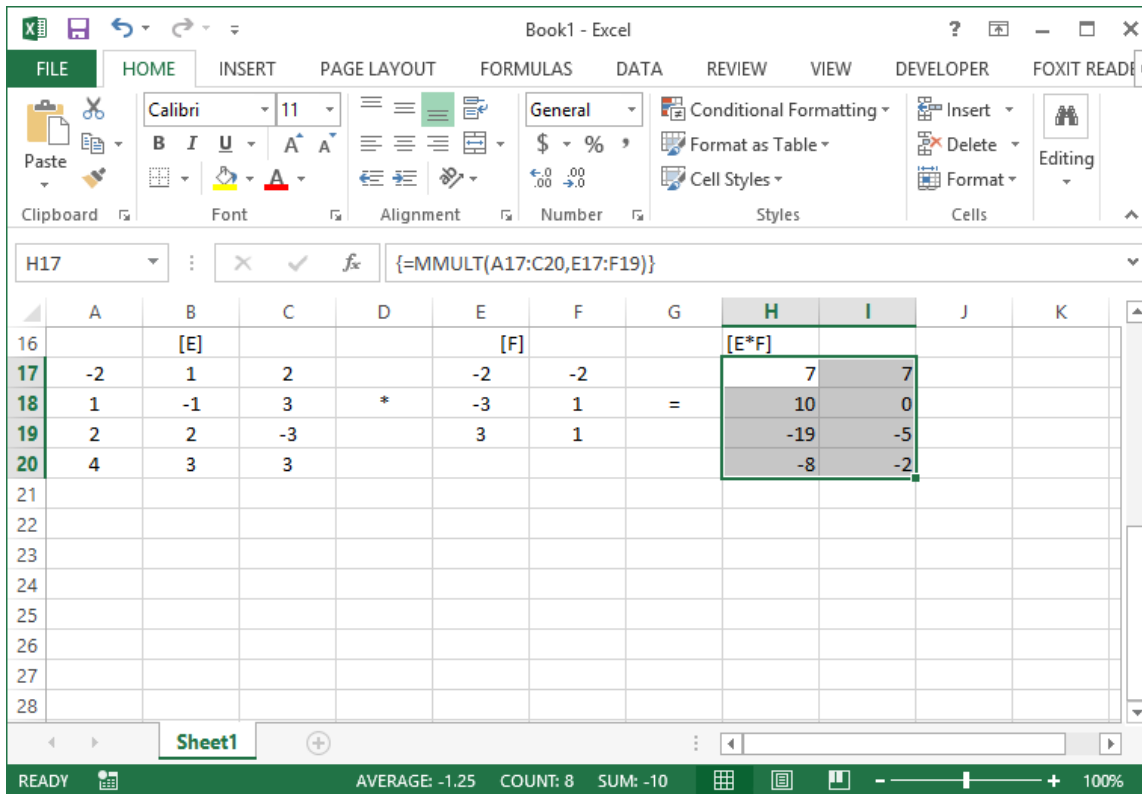 Book1 - Excel ?
FILE HOME INSERT PAGE LAYOUT FORMULAS DATA REVIEW VIEW DEVELOPER FOXIT READE
Calibri 11 General Conditional Formatting Insert
Paste B I U A A $ % , Format as Table Delete Editing
A .00 .0 Cell Styles Format
Clipboard Font Alignment Number Styles Cells
H17 fx {=MMULT(A17:C20,E17:F19)}
A B C D E F G H I J K
16 [E] [F] [E*F]
17 -2 1 2 -2 -2 7 7
18 1 -1 3 * -3 1 = 10 0
19 2 2 -3 3 1 -19 -5
20 4 3 3 -8 -2
21
22
23
24
25
26
27
28
Sheet1
READY AVERAGE: -1.25 COUNT: 8 SUM: -10 - + 100%